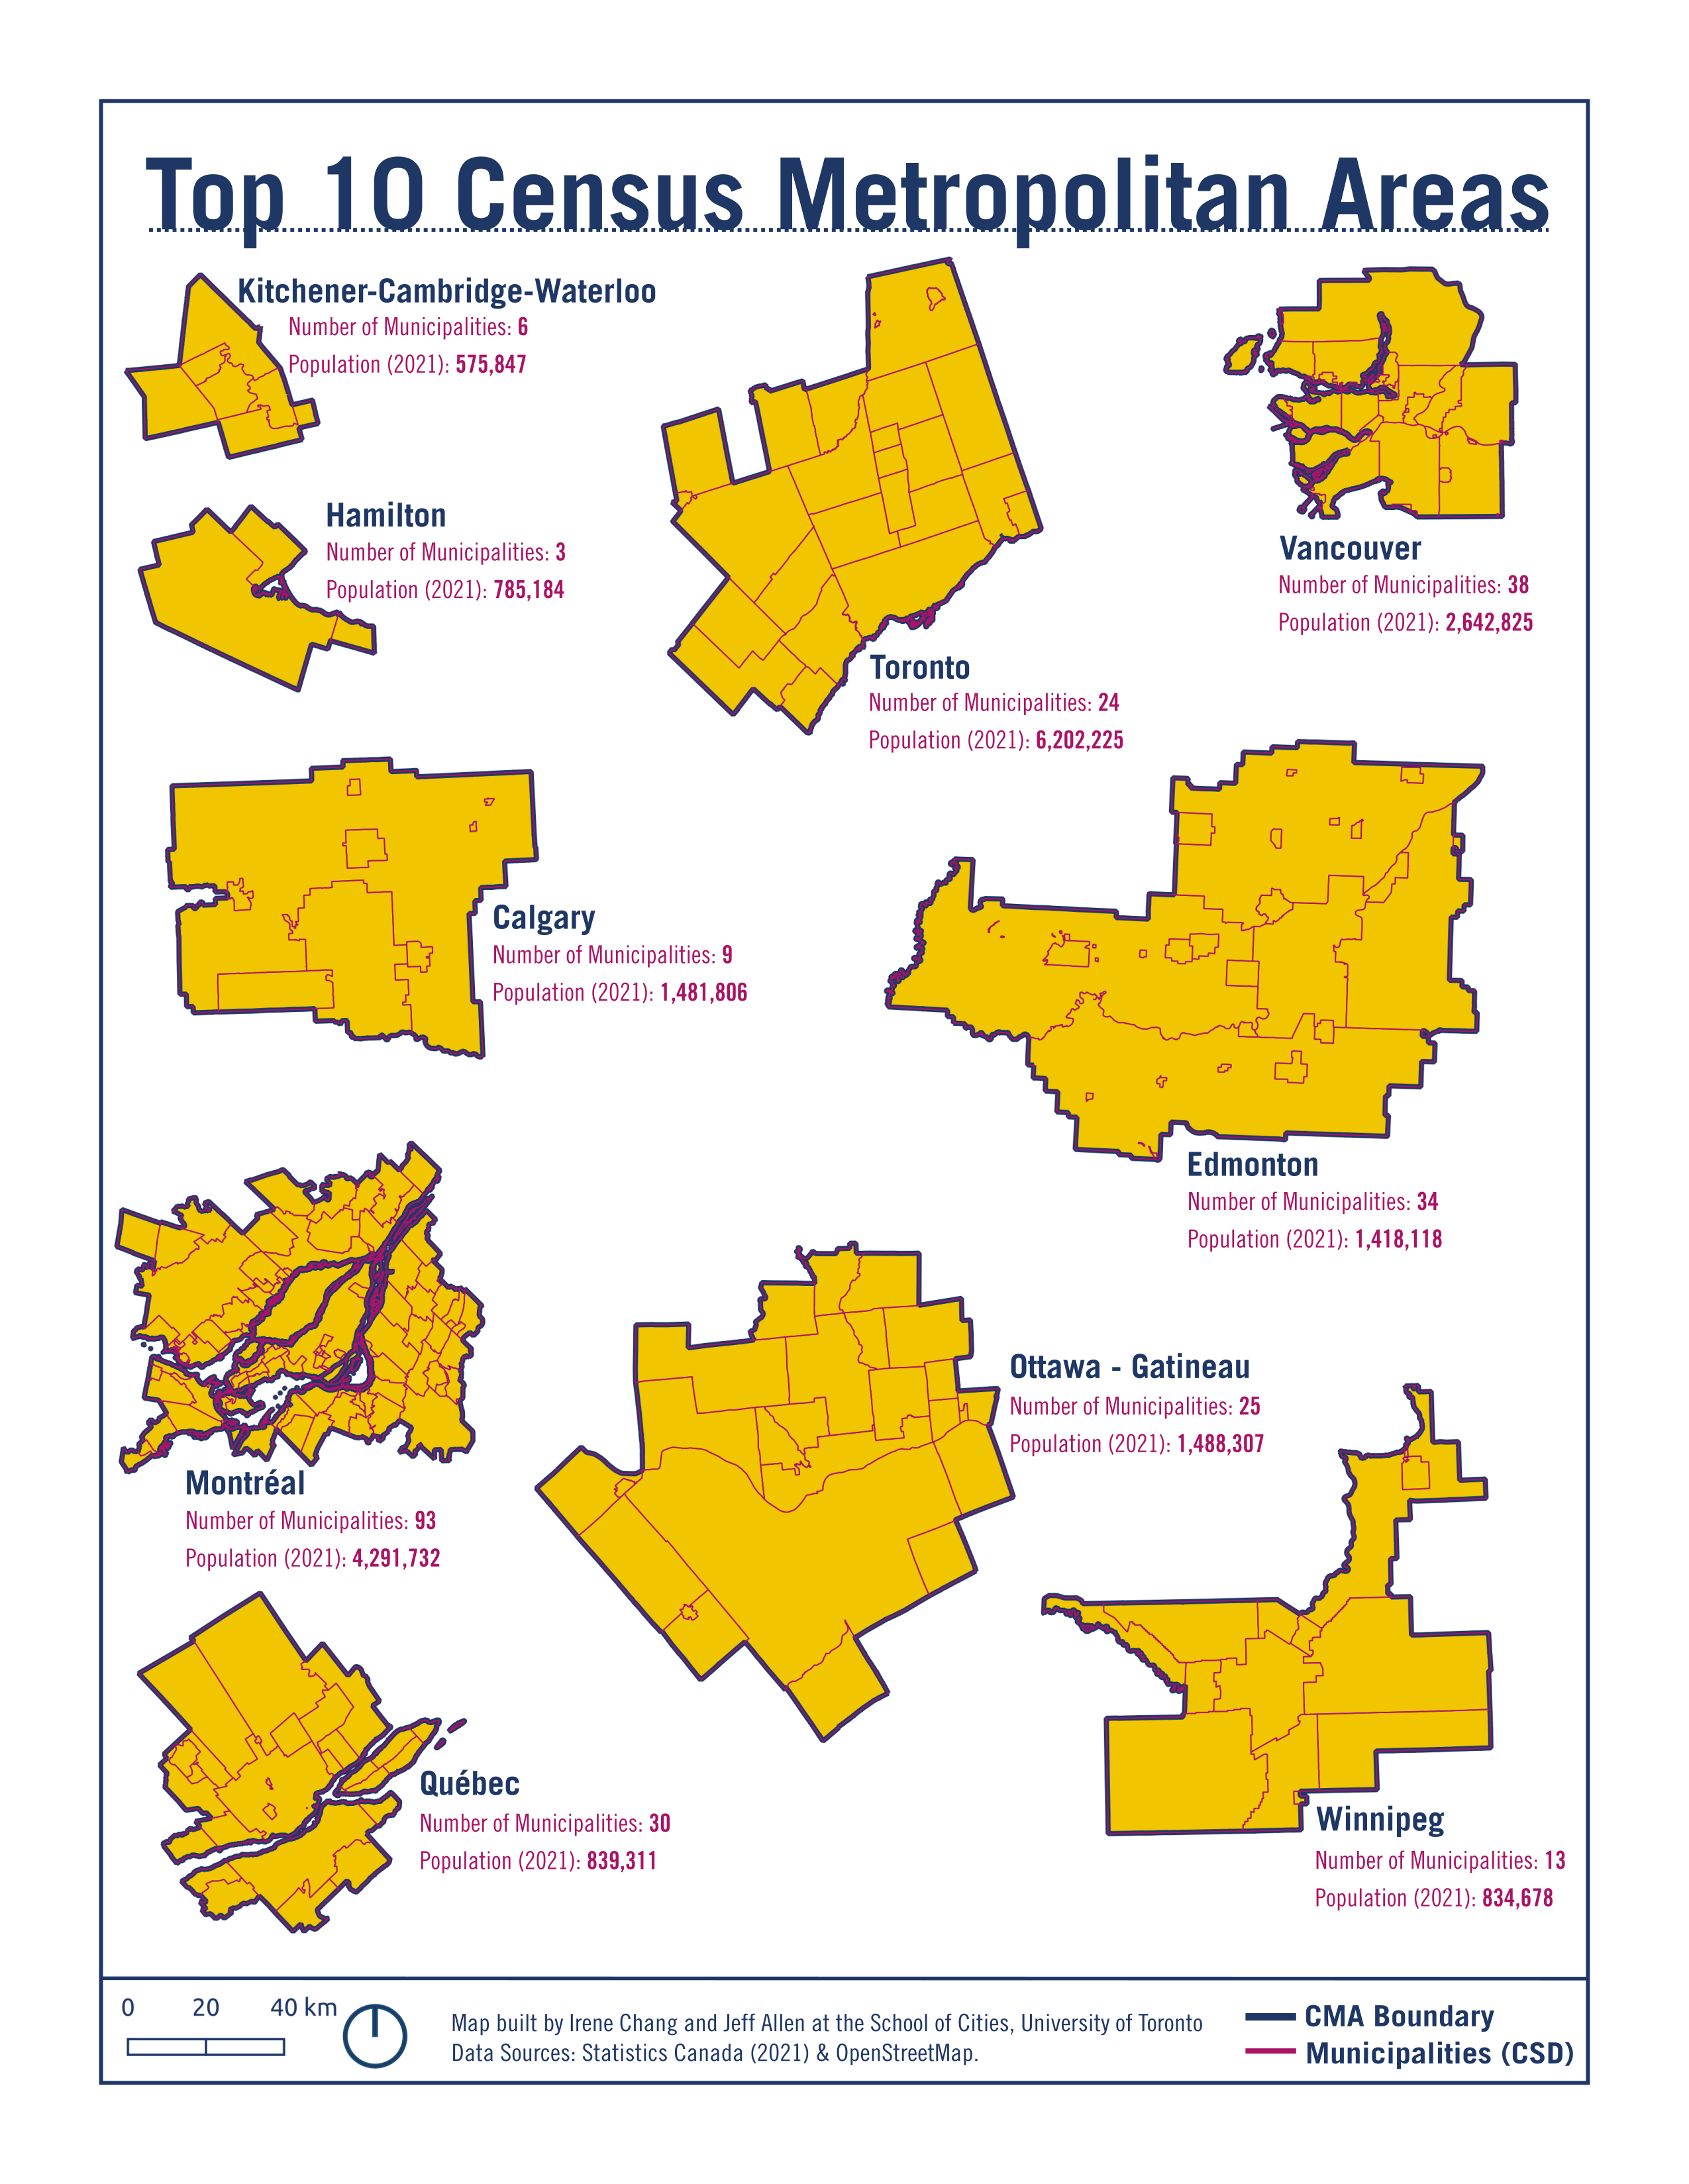 Top 10 Census Metropolitan Areas
Kitchener-Cambridge-Waterloo
Number of Municipalities: 6
Population (2021): 575,847
Hamilton
Number of Municipalities: 3
Population (2021): 785,184
Toronto
Number of Municipalities: 24
Population (2021): 6,202,225
Vancouver
Number of Municipalities: 38
Population (2021): 2,642,825
Calgary
Number of Municipalities: 9
Population (2021): 1,481,806
Edmonton
Number of Municipalities: 34
Population (2021): 1,418,118
Montréal
Number of Municipalities: 93
Population (2021): 4,291,732
Ottawa - Gatineau
Number of Municipalities: 25
Population (2021): 1,488,307
Québec
Number of Municipalities: 30
Population (2021): 839,311
Winnipeg
Number of Municipalities: 13
Population (2021): 834,678
0 20 40 km
Map built by Irene Chang and Jeff Allen at the School of Cities, University of Toronto
Data Sources: Statistics Canada (2021) & OpenStreetMap.
CMA Boundary
Municipalities (CSD)